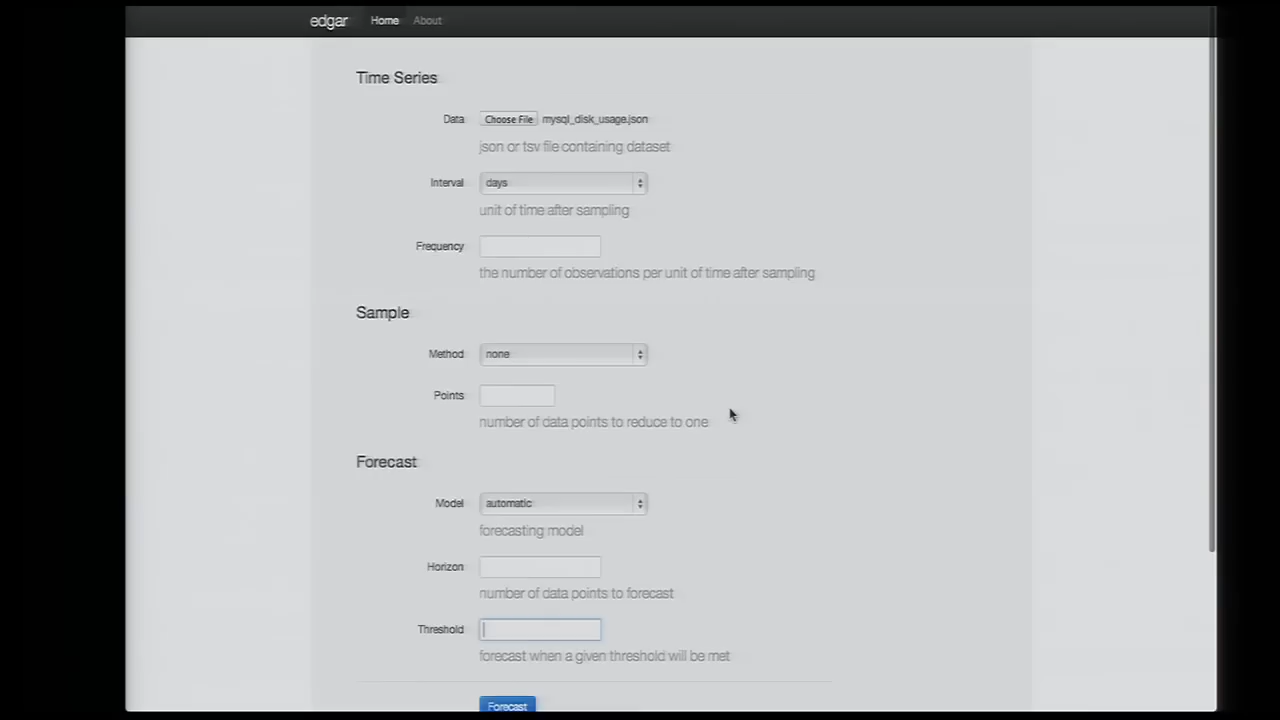 edgar Home About
Time Series
Data Choose File mysql_disk_usage.json
json or tsv file containing dataset
Interval days
unit of time after sampling
Frequency
the number of observations per unit of time after sampling
Sample
Method none
Points
number of data points to reduce to one
Forecast
Model automatic
forecasting model
Horizon
number of data points to forecast
Threshold
forecast when a given threshold will be met
Forecast